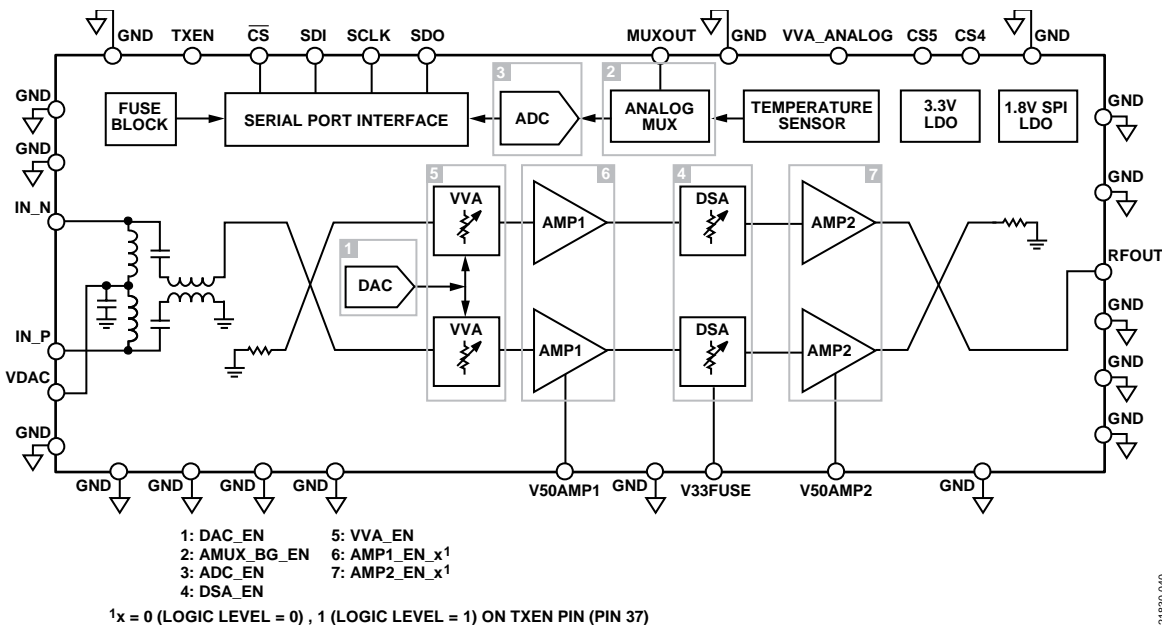 GND TXEN CS SDI SCLK SDO MUXOUT GND VVA_ANALOG CS5 CS4 GND
GND
FUSE BLOCK
SERIAL PORT INTERFACE
3
ADC
2
ANALOG MUX
TEMPERATURE SENSOR
3.3V LDO
1.8V SPI LDO
GND
GND
GND
IN_N
5
VVA
6
AMP1
4
DSA
7
AMP2
RFOUT
1
DAC
IN_P
VVA
AMP1
DSA
AMP2
GND
VDAC
GND
GND
GND
GND GND GND GND V50AMP1 GND V33FUSE V50AMP2 GND
1: DAC_EN
2: AMUX_BG_EN
3: ADC_EN
4: DSA_EN
5: VVA_EN
6: AMP1_EN_x1
7: AMP2_EN_x1
1x = 0 (LOGIC LEVEL = 0) , 1 (LOGIC LEVEL = 1) ON TXEN PIN (PIN 37)